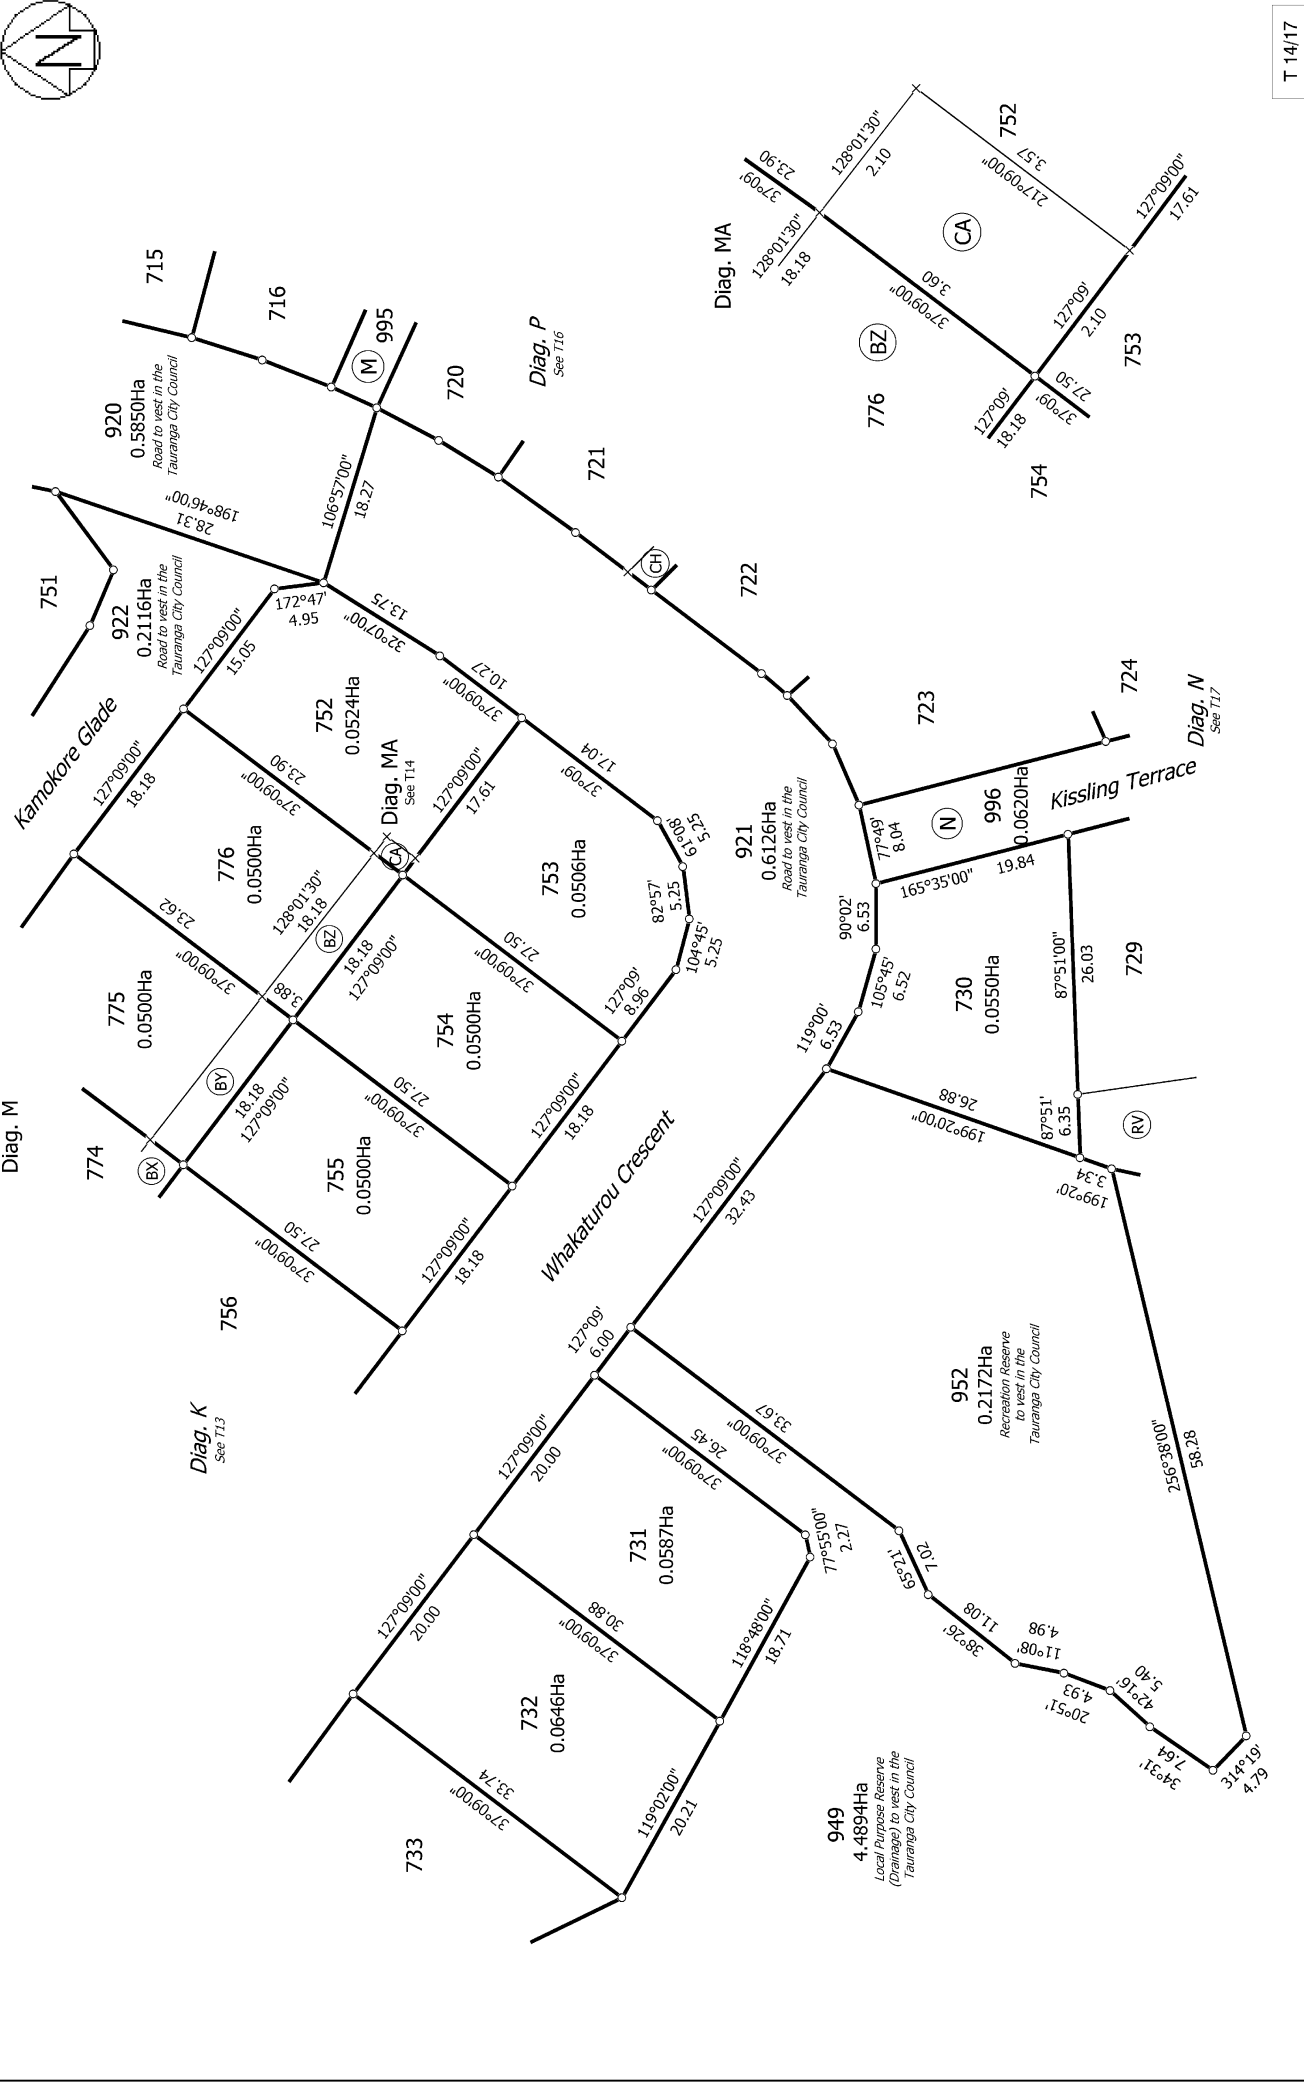 N
T 14/17
Diag. M
Diag. K
See T13
Diag. P
See T16
Diag. N
See T17
Diag. MA
See T14
Kamokore Glade
Whakaturou Crescent
Kissling Terrace
715
716
M
995
720
721
CH
722
723
724
729
920
0.5850Ha
Road to vest in the
Tauranga City Council
198°46'00"
28.31
106°57'00"
18.27
751
922
0.2116Ha
Road to vest in the
Tauranga City Council
127°09'00"
15.05
172°47'
4.95
32°07'00"
13.75
37°09'00"
10.27
752
0.0524Ha
127°09'00"
18.18
37°09'00"
23.90
127°09'00"
17.61
CA
776
0.0500Ha
128°01'30"
18.18
BZ
18.18
127°09'00"
37°09'00"
23.62
3.88
775
0.0500Ha
BY
18.18
127°09'00"
774
BX
753
0.0506Ha
37°09'
17.04
61°08'
5.25
82°57'
5.25
104°45'
5.25
127°09'
8.96
37°09'00"
27.50
754
0.0500Ha
127°09'00"
18.18
37°09'00"
27.50
755
0.0500Ha
127°09'00"
18.18
37°09'00"
27.50
756
921
0.6126Ha
Road to vest in the
Tauranga City Council
77°49'
8.04
N
996
0.0620Ha
165°35'00"
19.84
90°02'
6.53
105°45'
6.52
119°00'
6.53
730
0.0550Ha
87°51'00"
26.03
87°51'
6.35
RV
199°20'00"
26.88
199°20'
3.34
127°09'00"
32.43
127°09'
6.00
952
0.2172Ha
Recreation Reserve
to vest in the
Tauranga City Council
256°38'00"
58.28
37°09'00"
33.67
65°21'
7.02
38°26'
11.08
11°08'
4.98
20°51'
4.93
42°16'
5.40
34°31'
7.64
314°19'
4.79
127°09'00"
20.00
37°09'00"
26.45
77°55'00"
2.27
731
0.0587Ha
118°48'00"
18.71
37°09'00"
30.88
127°09'00"
20.00
732
0.0646Ha
119°02'00"
20.21
37°09'00"
33.74
733
949
4.4894Ha
Local Purpose Reserve
(Drainage) to vest in the
Tauranga City Council
Diag. MA
37°09'
23.90
128°01'30"
2.10
128°01'30"
18.18
752
217°09'00"
3.57
CA
37°09'00"
3.60
BZ
776
127°09'00"
17.61
127°09'
2.10
753
127°09'
18.18
37°09'
27.50
754